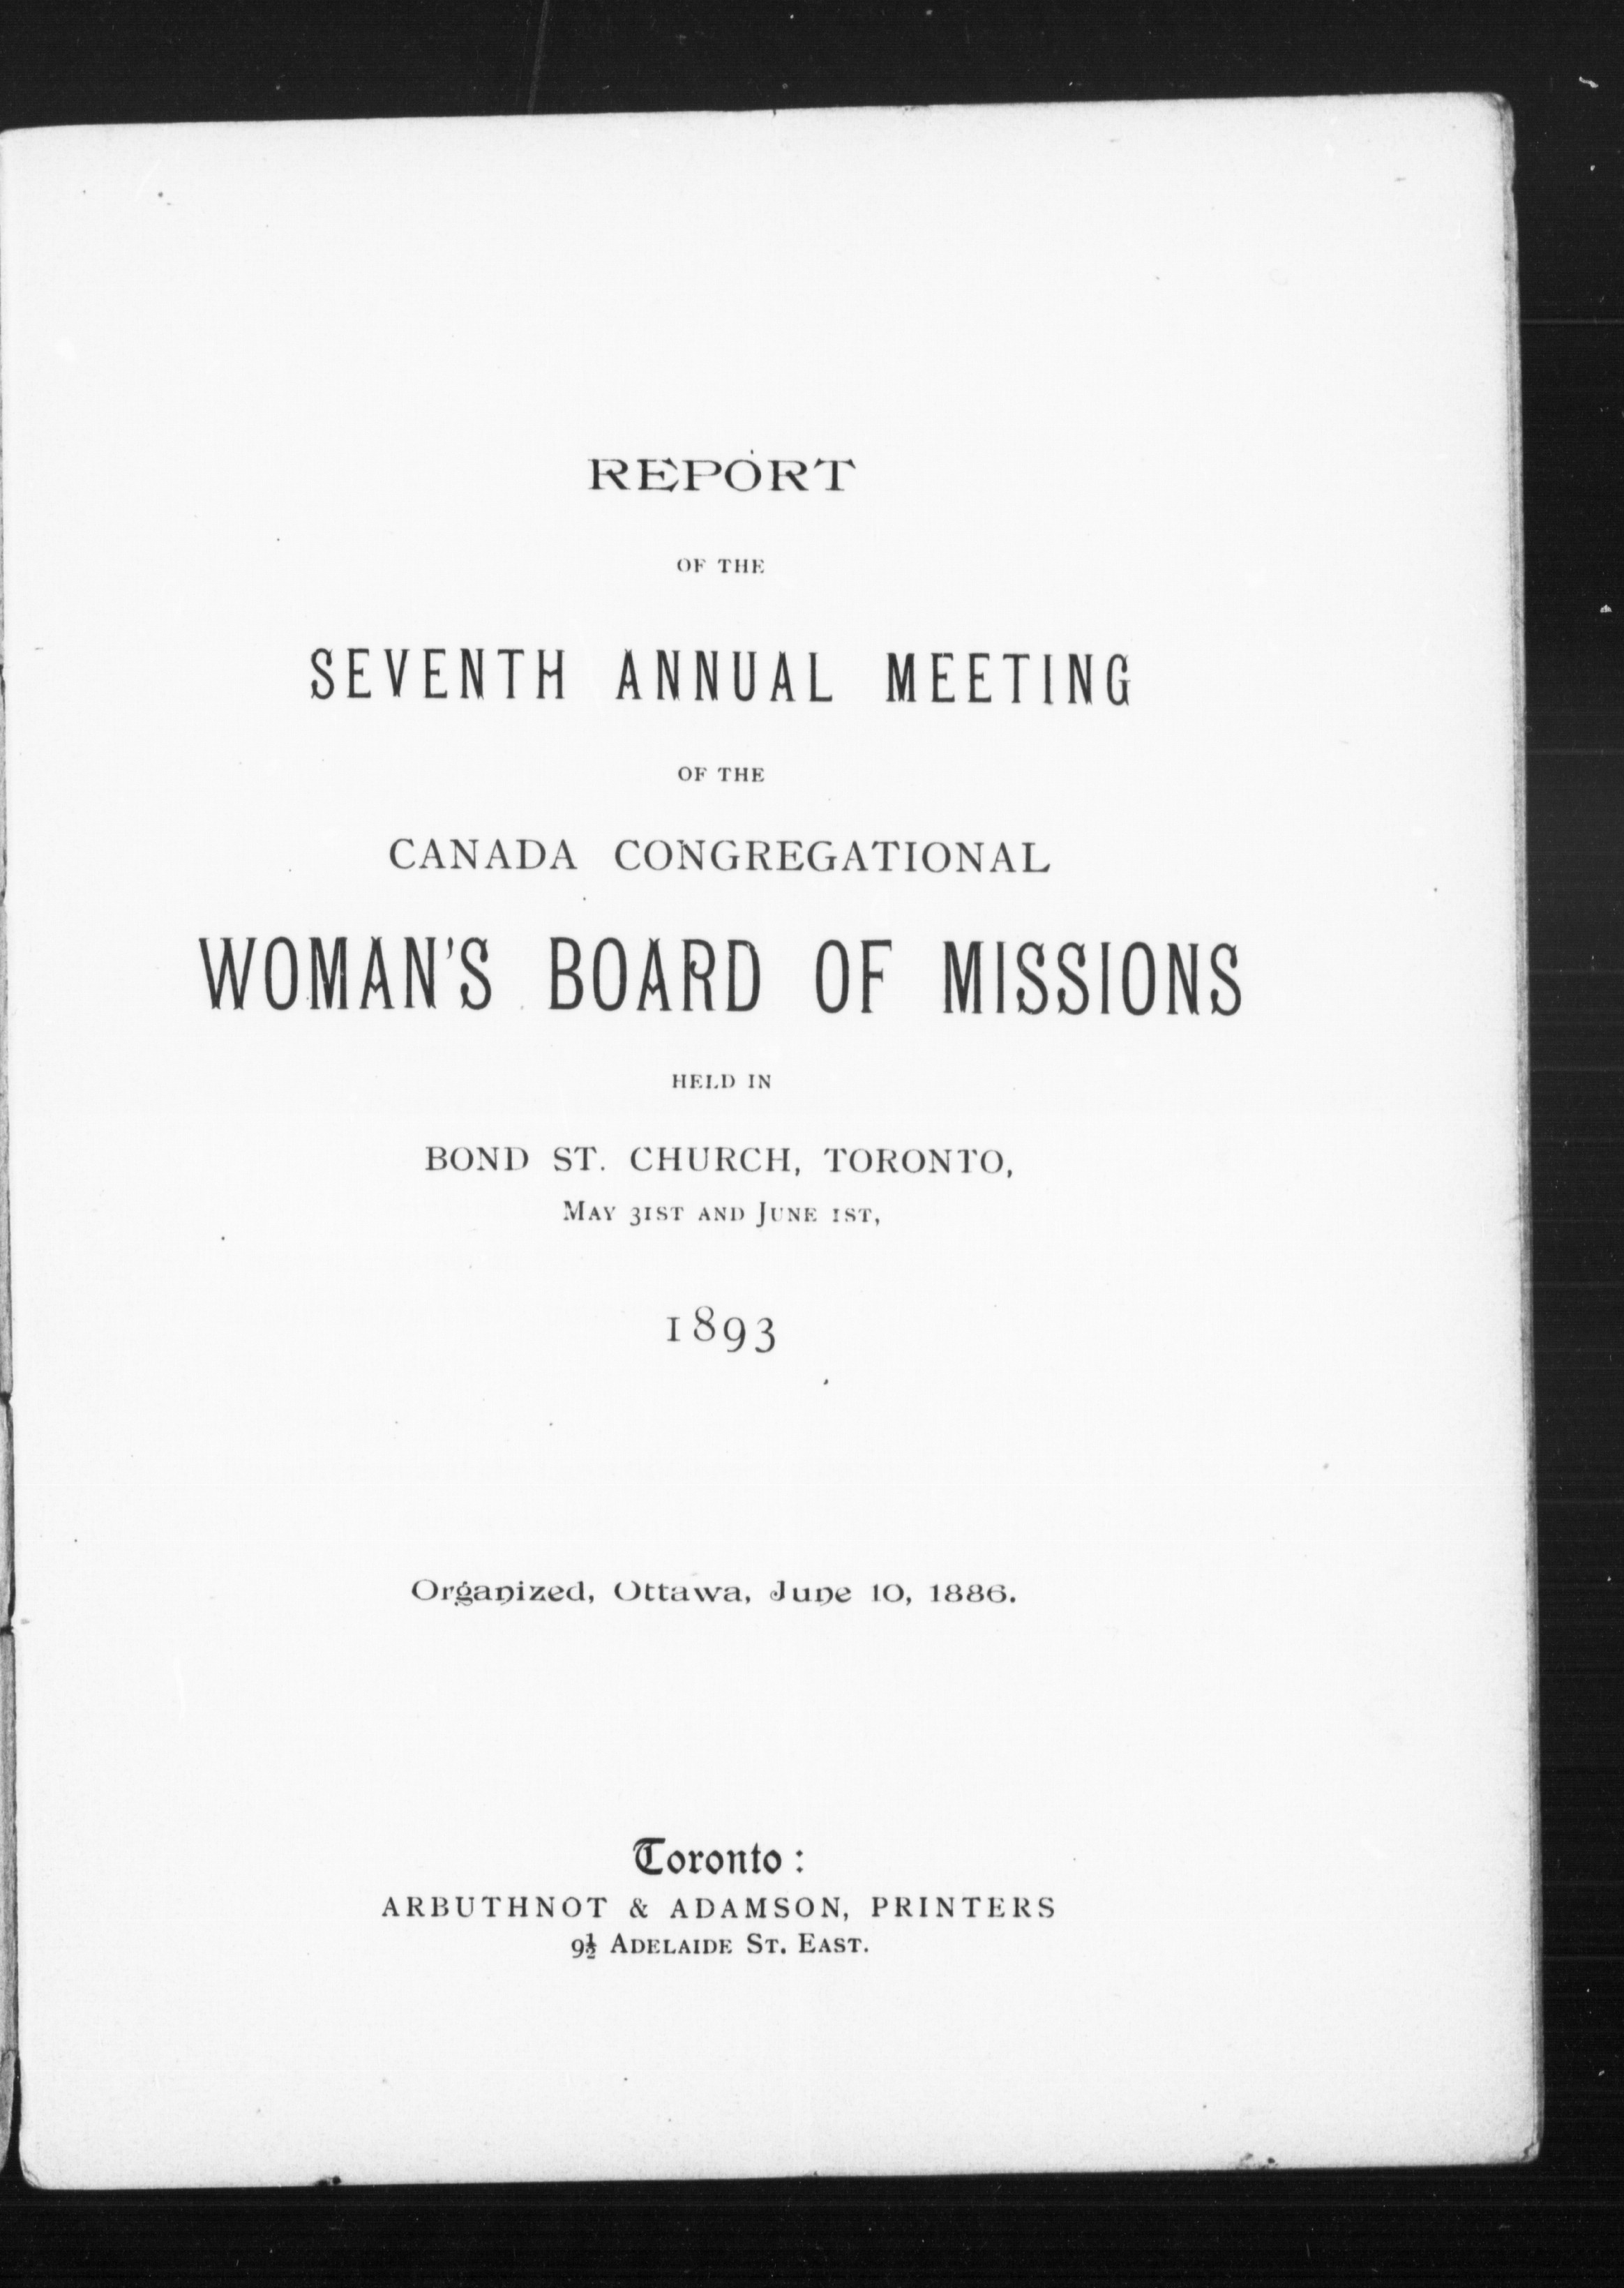 REPORT
OF THE
SEVENTH ANNUAL MEETING
OF THE
CANADA CONGREGATIONAL
WOMAN'S BOARD OF MISSIONS
HELD IN
BOND ST. CHURCH, TORONTO,
MAY 31ST AND JUNE 1ST,
1893
Organized, Ottawa, June 10, 1886.
Toronto:
ARBUTHNOT & ADAMSON, PRINTERS
9½ ADELAIDE ST. EAST.